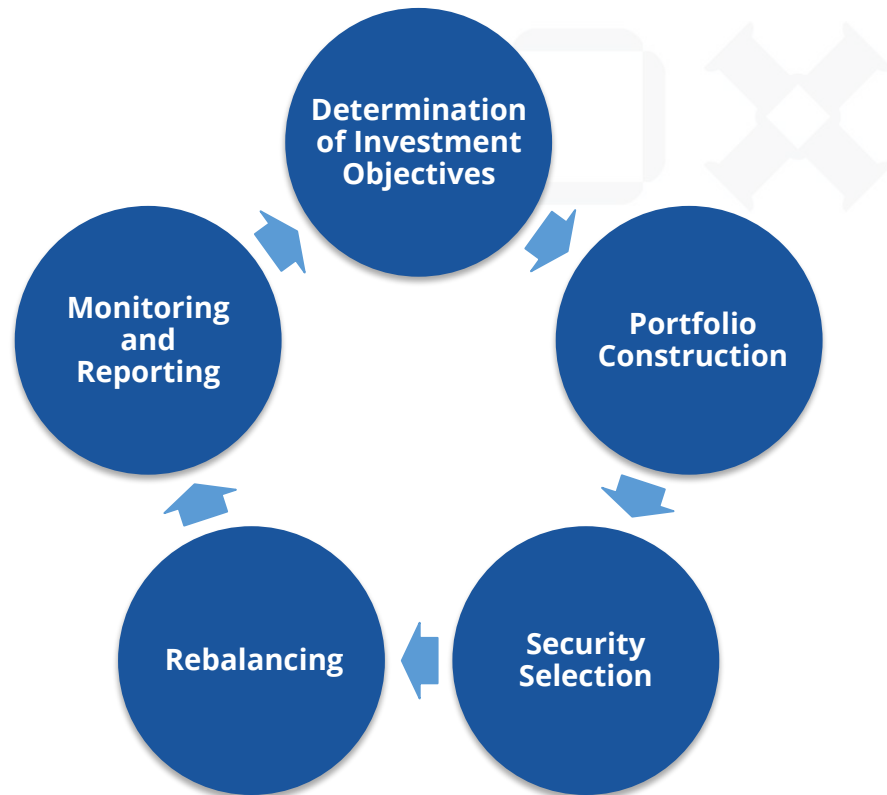 Determination
of Investment
Objectives
Portfolio
Construction
Security
Selection
Rebalancing
Monitoring
and
Reporting